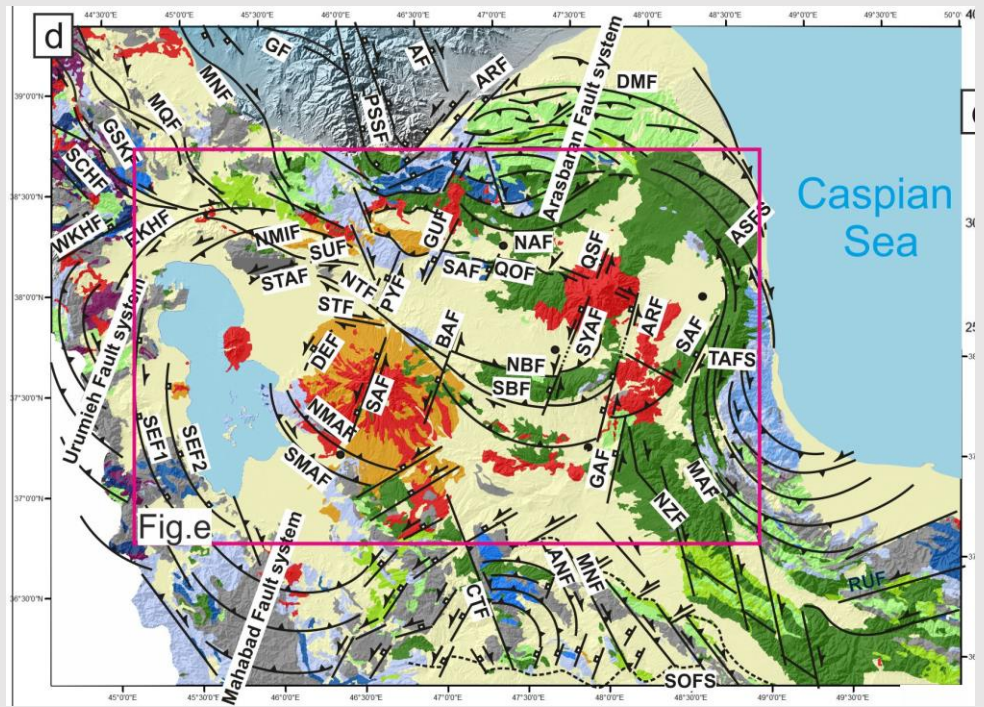 d
44°30'0"E
45°0'0"E
45°30'0"E
46°0'0"E
46°30'0"E
47°0'0"E
47°30'0"E
48°0'0"E
48°30'0"E
49°0'0"E
49°30'0"E
50°0
40
39°0'0"N
38°30'0"N
38°0'0"N
37°30'0"N
37°0'0"N
36°30'0"N
GF
AF
MNF
PSSF
ARF
DMF
Arasbaran Fault system
MQF
GSKF
SCHF
WKHF
EKHF
ASFS
Caspian
Sea
NMIF
SUF
GUF
NAF
QSF
STAF
NTF
SAF
QOF
STF
PYF
BAF
SYAF
ARF
SAF
TAFS
DEF
SAF
NBF
SBF
Urumieh Fault system
SEF1
SEF2
NMAF
SMAF
GAF
MAF
NZF
Fig.e
Mahabad Fault system
CTF
ANF
MNF
RUF
SOFS
30
25
38
37
37
36
45°0'0"E
45°30'0"E
46°0'0"E
46°30'0"E
47°0'0"E
47°30'0"E
48°0'0"E
48°30'0"E
49°0'0"E
49°30'0"E